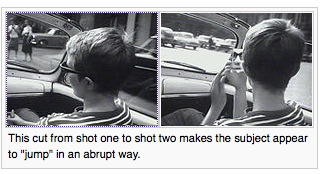 This cut from shot one to shot two makes the subject appear
to "jump" in an abrupt way.